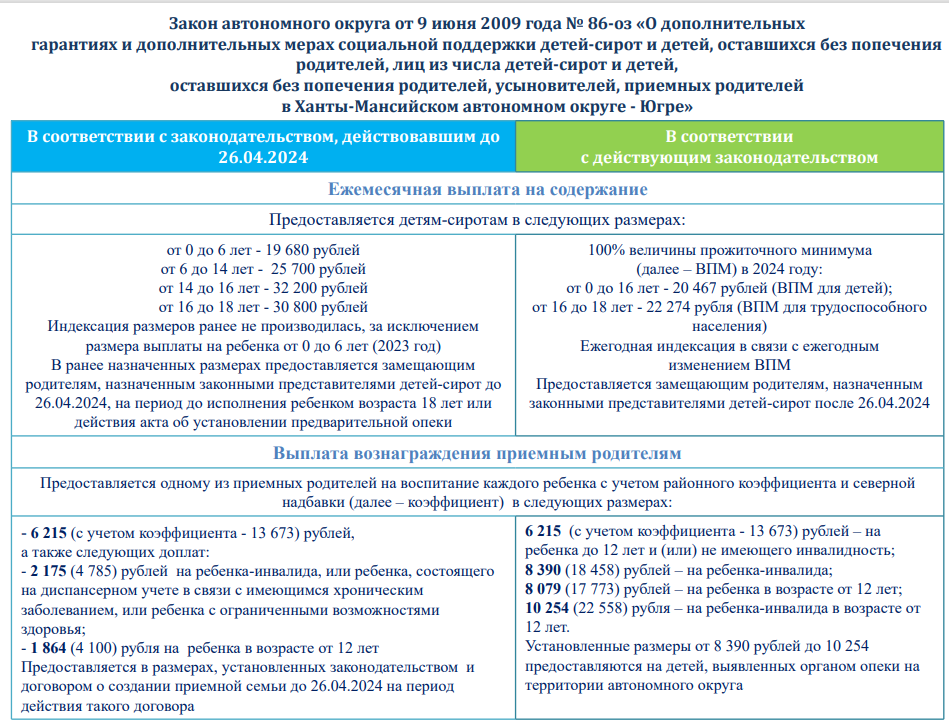 Закон автономного округа от 9 июня 2009 года № 86-оз «О дополнительных
гарантиях и дополнительных мерах социальной поддержки детей-сирот и детей, оставшихся без попечения
родителей, лиц из числа детей-сирот и детей,
оставшихся без попечения родителей, усыновителей, приемных родителей
в Ханты-Мансийском автономном округе - Югре»
В соответствии с законодательством, действовавшим до
26.04.2024
В соответствии
с действующим законодательством
Ежемесячная выплата на содержание
Предоставляется детям-сиротам в следующих размерах:
от 0 до 6 лет - 19 680 рублей
от 6 до 14 лет - 25 700 рублей
от 14 до 16 лет - 32 200 рублей
от 16 до 18 лет - 30 800 рублей
Индексация размеров ранее не производилась, за исключением
размера выплаты на ребенка от 0 до 6 лет (2023 год)
В ранее назначенных размерах предоставляется замещающим
родителям, назначенным законными представителями детей-сирот до
26.04.2024, на период до исполнения ребенком возраста 18 лет или
действия акта об установлении предварительной опеки
100% величины прожиточного минимума
(далее – ВПМ) в 2024 году:
от 0 до 16 лет - 20 467 рублей (ВПМ для детей);
от 16 до 18 лет - 22 274 рубля (ВПМ для трудоспособного
населения)
Ежегодная индексация в связи с ежегодным
изменением ВПМ
Предоставляется замещающим родителям, назначенным
законными представителями детей-сирот после 26.04.2024
Выплата вознаграждения приемным родителям
Предоставляется одному из приемных родителей на воспитание каждого ребенка с учетом районного коэффициента и северной
надбавки (далее – коэффициент) в следующих размерах:
- 6 215 (с учетом коэффициента - 13 673) рублей,
а также следующих доплат:
- 2 175 (4 785) рублей на ребенка-инвалида, или ребенка, состоящего
на диспансерном учете в связи с имеющимся хроническим
заболеванием, или ребенка с ограниченными возможностями
здоровья;
- 1 864 (4 100) рубля на ребенка в возрасте от 12 лет
Предоставляется в размерах, установленных законодательством и
договором о создании приемной семьи до 26.04.2024 на период
действия такого договора
6 215 (с учетом коэффициента - 13 673) рублей – на
ребенка до 12 лет и (или) не имеющего инвалидность;
8 390 (18 458) рублей – на ребенка-инвалида;
8 079 (17 773) рублей – на ребенка в возрасте от 12 лет;
10 254 (22 558) рубля – на ребенка-инвалида в возрасте от
12 лет.
Установленные размеры от 8 390 рублей до 10 254
предоставляются на детей, выявленных органом опеки на
территории автономного округа